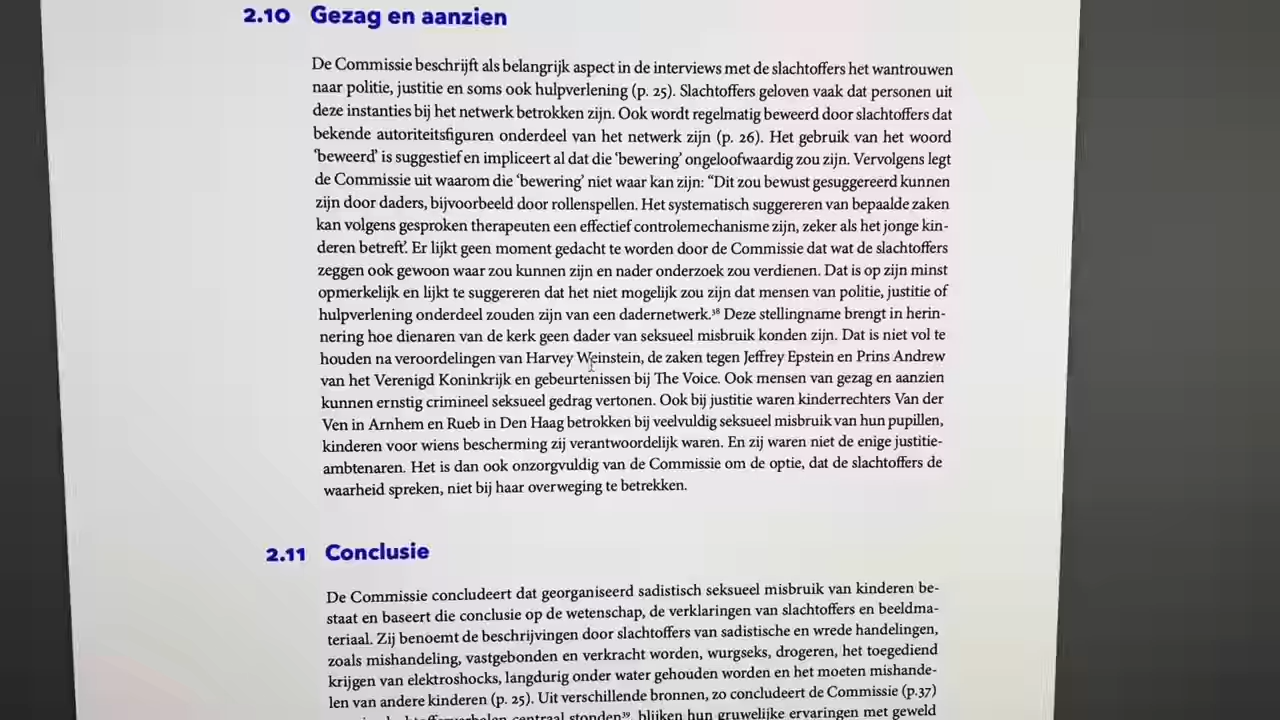 2.10 Gezag en aanzien
De Commissie beschrijft als belangrijk aspect in de interviews met de slachtoffers het wantrouwen
naar politie, justitie en soms ook hulpverlening (p. 25). Slachtoffers geloven vaak dat personen uit
deze instanties bij het netwerk betrokken zijn. Ook wordt regelmatig beweerd door slachtoffers dat
bekende autoriteitsfiguren onderdeel van het netwerk zijn (p. 26). Het gebruik van het woord
‘beweerd’ is suggestief en impliceert al dat die ‘bewering’ ongeloofwaardig zou zijn. Vervolgens legt
de Commissie uit waarom die ‘bewering’ niet waar kan zijn: “Dit zou bewust gesuggereerd kunnen
zijn door daders, bijvoorbeeld door rollenspellen. Het systematisch suggereren van bepaalde zaken
kan volgens gesproken therapeuten een effectief controlemechanisme zijn, zeker als het jonge kin-
deren betreft’. Er lijkt geen moment gedacht te worden door de Commissie dat wat de slachtoffers
zeggen ook gewoon waar zou kunnen zijn en nader onderzoek zou verdienen. Dat is op zijn minst
opmerkelijk en lijkt te suggereren dat het niet mogelijk zou zijn dat mensen van politie, justitie of
hulpverlening onderdeel zouden zijn van een dadernetwerk.³⁸ Deze stellingname brengt in herin-
nering hoe dienaren van de kerk geen dader van seksueel misbruik konden zijn. Dat is niet vol te
houden na veroordelingen van Harvey Weinstein, de zaken tegen Jeffrey Epstein en Prins Andrew
van het Verenigd Koninkrijk en gebeurtenissen bij The Voice. Ook mensen van gezag en aanzien
kunnen ernstig crimineel seksueel gedrag vertonen. Ook bij justitie waren kinderrechters Van der
Ven in Arnhem en Rueb in Den Haag betrokken bij veelvuldig seksueel misbruik van hun pupillen,
kinderen voor wiens bescherming zij verantwoordelijk waren. En zij waren niet de enige justitie-
ambtenaren. Het is dan ook onzorgvuldig van de Commissie om de optie, dat de slachtoffers de
waarheid spreken, niet bij haar overweging te betrekken.
2.11 Conclusie
De Commissie concludeert dat georganiseerd sadistisch seksueel misbruik van kinderen be-
staat en baseert die conclusie op de wetenschap, de verklaringen van slachtoffers en beeldma-
teriaal. Zij benoemt de beschrijvingen door slachtoffers van sadistische en wrede handelingen,
zoals mishandeling, vastgebonden en verkracht worden, wurgseks, drogeren, het toegediend
krijgen van elektroshocks, langdurig onder water gehouden worden en het moeten mishande-
len van andere kinderen (p. 25). Uit verschillende bronnen, zo concludeert de Commissie (p.37)
centraal stonden³⁹, blijken hun gruwelijke ervaringen met geweld